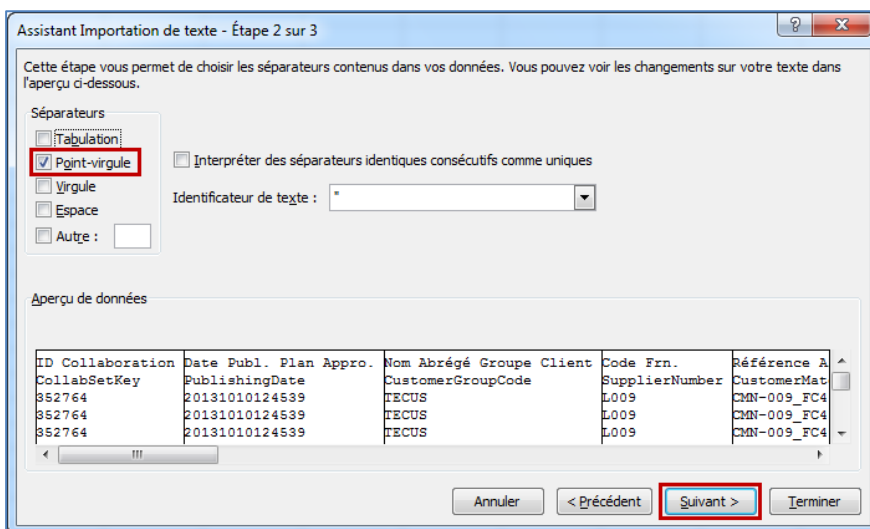 Assistant Importation de texte - Étape 2 sur 3
Cette étape vous permet de choisir les séparateurs contenus dans vos données. Vous pouvez voir les changements sur votre texte dans
l'aperçu ci-dessous.
Séparateurs
Tabulation
Point-virgule
Virgule
Espace
Autre :
Interpréter des séparateurs identiques consécutifs comme uniques
Identificateur de texte : "
Aperçu de données
ID Collaboration Date Publ. Plan Appro. Nom Abrégé Groupe Client Code Frn. Référence A
CollabSetKey PublishingDate CustomerGroupCode SupplierNumber CustomerMat
352764 20131010124539 TECUS L009 CMN-009_FC4
352764 20131010124539 TECUS L009 CMN-009_FC4
352764 20131010124539 TECUS L009 CMN-009_FC4
Annuler < Précédent Suivant > Terminer